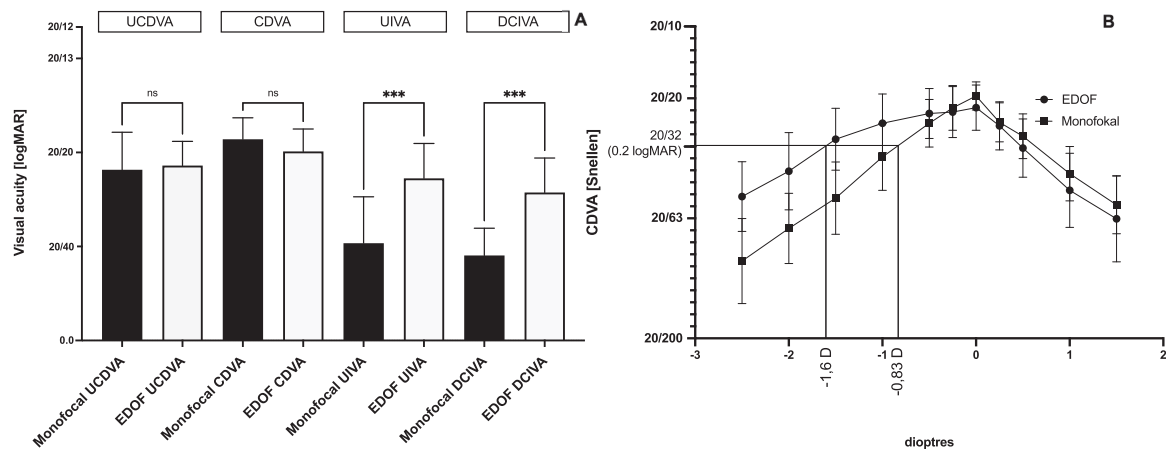 UCDVA CDVA UIVA DCIVA A
20/12
20/13
20/20
20/40
0.0
Visual acuity [logMAR]
ns ns *** ***
Monofocal UCDVA
EDOF UCDVA
Monofocal CDVA
EDOF CDVA
Monofocal UIVA
EDOF UIVA
Monofocal DCIVA
EDOF DCIVA
B
20/10
20/20
20/32
(0.2 logMAR)
20/63
20/200
CDVA [Snellen]
EDOF
Monofokal
-3 -2 -1 0 1 2
-1,6 D
-0,83 D
dioptres